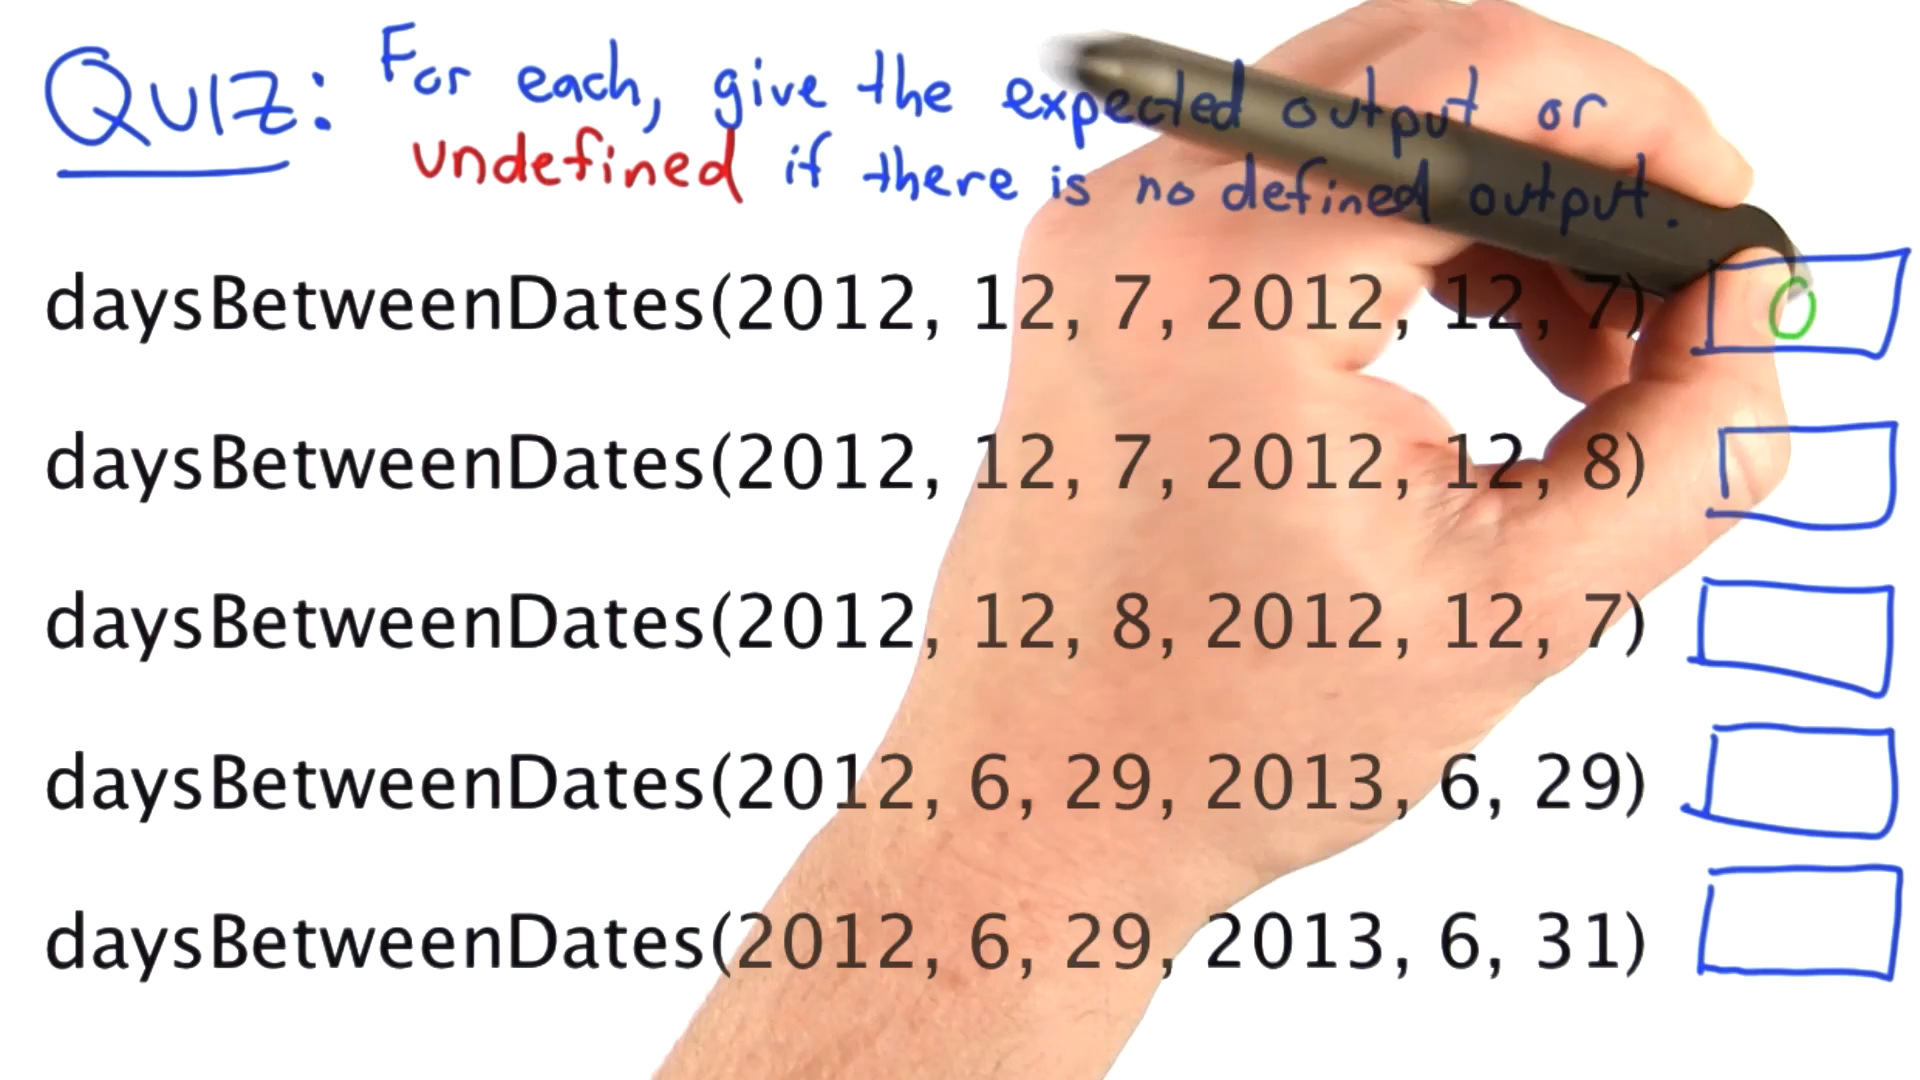 QUIZ: For each, give the expected output or
undefined if there is no defined output.
daysBetweenDates(2012, 12, 7, 2012, 12, 7) 0
daysBetweenDates(2012, 12, 7, 2012, 12, 8)
daysBetweenDates(2012, 12, 8, 2012, 12, 7)
daysBetweenDates(2012, 6, 29, 2013, 6, 29)
daysBetweenDates(2012, 6, 29, 2013, 6, 31)